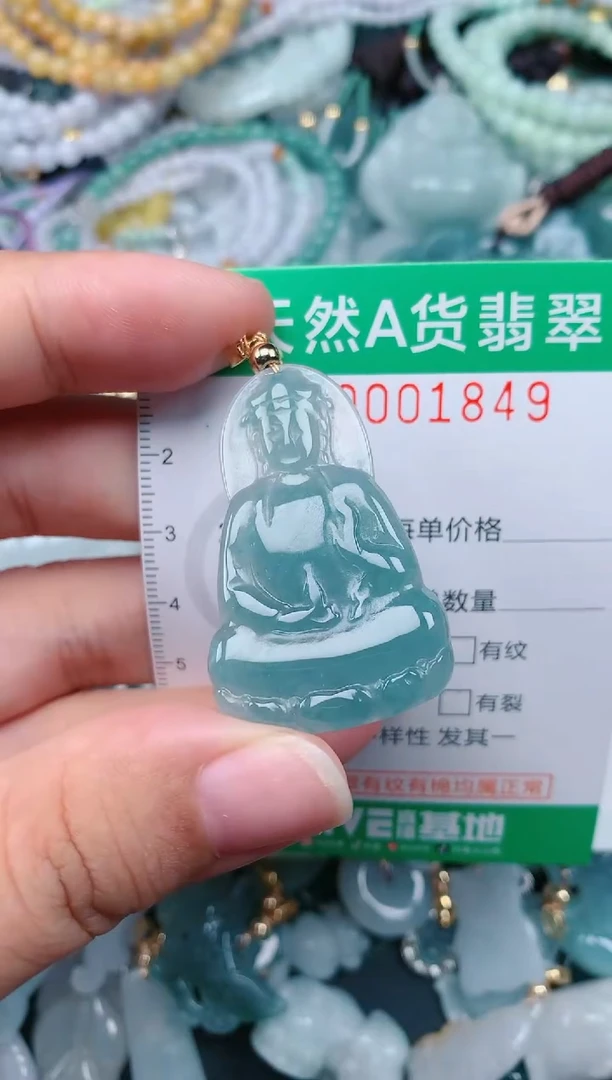 天然A货翡翠
0001849
2
3
每单价格
4
数量
5
有纹
有裂
样性 发其一
有纹有棉均属正常
基地